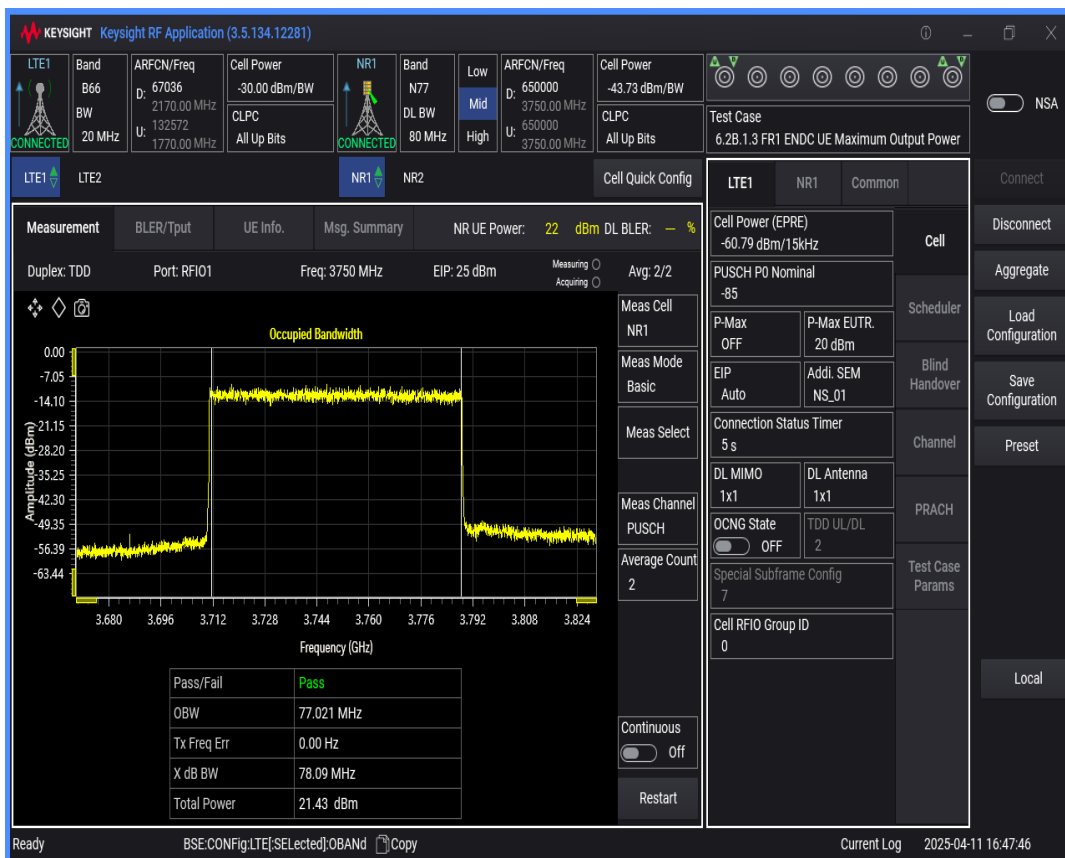 KEYSIGHT Keysight RF Application (3.5.134.12281)
LTE1 Band ARFCN/Freq Cell Power NR1 Band Low ARFCN/Freq Cell Power
B66 D: 67036 -30.00 dBm/BW N77 D: 650000 -43.73 dBm/BW
2170.00 MHz 3750.00 MHz
BW CLPC DL BW Mid CLPC Test Case
CONNECTED 20 MHz U: 132572 All Up Bits CONNECTED 80 MHz High U: 650000 All Up Bits 6.2B.1.3 FR1 ENDC UE Maximum Output Power
1770.00 MHz 3750.00 MHz
NSA
LTE1 LTE2 NR1 NR2 Cell Quick Config
Measurement BLER/Tput UE Info. Msg. Summary NR UE Power: 22 dBm DL BLER: — %
Duplex: TDD Port: RFIO1 Freq: 3750 MHz EIP: 25 dBm Measuring Avg: 2/2
Acquiring
Occupied Bandwidth
0.00
-7.05
-14.10
-21.15
-28.20
-35.25
-42.30
-49.35
-56.39
-63.44
Amplitude (dBm)
3.680 3.696 3.712 3.728 3.744 3.760 3.776 3.792 3.808 3.824
Frequency (GHz)
Pass/Fail Pass
OBW 77.021 MHz
Tx Freq Err 0.00 Hz
X dB BW 78.09 MHz
Total Power 21.43 dBm
Meas Cell
NR1
Meas Mode
Basic
Meas Select
Meas Channel
PUSCH
Average Count
2
Continuous
Off
Restart
LTE1 NR1 Common
Cell Power (EPRE)
-60.79 dBm/15kHz
PUSCH P0 Nominal
-85
P-Max P-Max EUTR.
OFF 20 dBm
EIP Addi. SEM
Auto NS_01
Connection Status Timer
5 s
DL MIMO DL Antenna
1x1 1x1
OCNG State TDD UL/DL
OFF 2
Special Subframe Config
7
Cell RFIO Group ID
0
Cell
Scheduler
Blind
Handover
Channel
PRACH
Test Case
Params
Connect
Disconnect
Aggregate
Load
Configuration
Save
Configuration
Preset
Local
Ready BSE:CONFig:LTE[:SELected]:OBANd Copy Current Log 2025-04-11 16:47:46